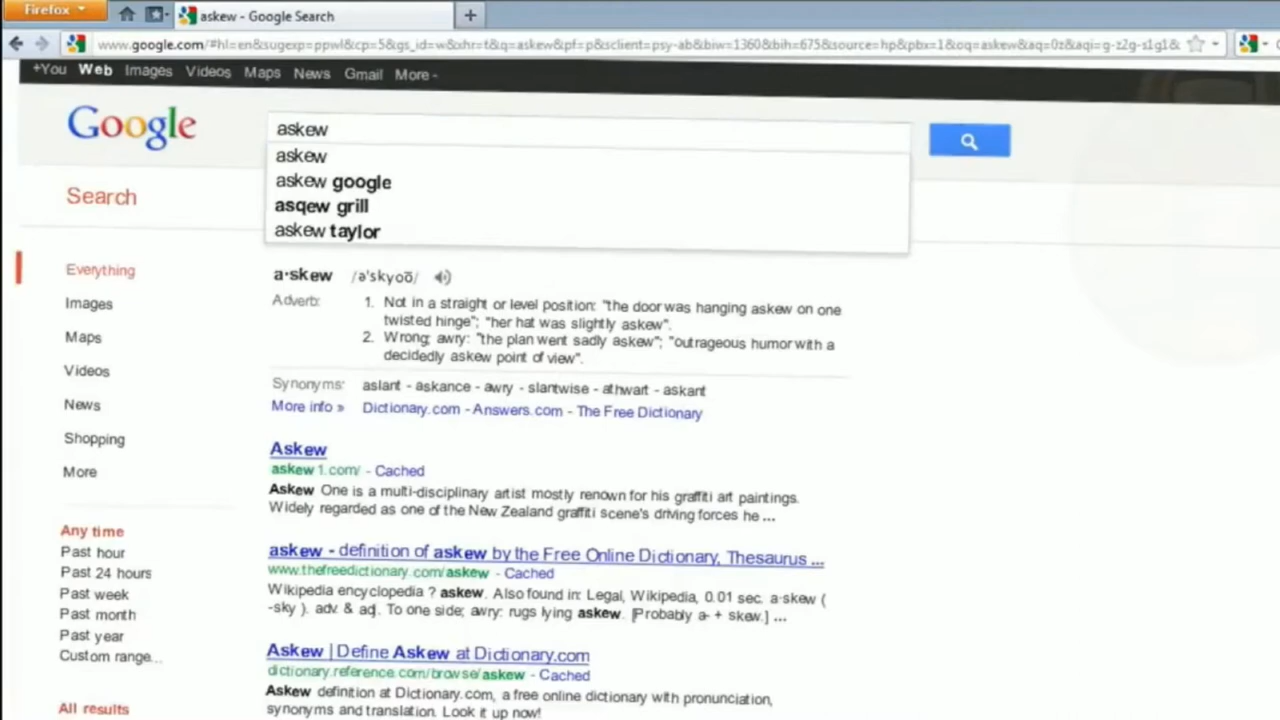 Firefox
askew - Google Search
www.google.com/#hl=en&sugexp=ppwl&cp=5&gs_id=w&xhr=t&q=askew&pf=p&sclient=psy-ab&biw=1360&bih=675&source=hp&pbx=1&oq=askew&aq=0z&aqi=g-z2g-s1g1&
+You Web Images Videos Maps News Gmail More
Google
askew
askew
askew google
asqew grill
askew taylor
Search
Everything
Images
Maps
Videos
News
Shopping
More
Any time
Past hour
Past 24 hours
Past week
Past month
Past year
Custom range...
All results
a·skew /əˈskyo͞o/
Adverb:
1. Not in a straight or level position: "the door was hanging askew on one
twisted hinge"; "her hat was slightly askew".
2. Wrong; awry: "the plan went sadly askew"; "outrageous humor with a
decidedly askew point of view".
Synonyms: aslant - askance - awry - slantwise - athwart - askant
More info » Dictionary.com - Answers.com - The Free Dictionary
Askew
askew1.com/ - Cached
Askew One is a multi-disciplinary artist mostly renown for his graffiti art paintings.
Widely regarded as one of the New Zealand graffiti scene's driving forces he ...
askew - definition of askew by the Free Online Dictionary, Thesaurus ...
www.thefreedictionary.com/askew - Cached
Wikipedia encyclopedia ? askew. Also found in: Legal, Wikipedia, 0.01 sec. a·skew (
-sky ). adv. & adj. To one side; awry: rugs lying askew. [Probably a- + skew.] ...
Askew | Define Askew at Dictionary.com
dictionary.reference.com/browse/askew - Cached
Askew definition at Dictionary.com, a free online dictionary with pronunciation,
synonyms and translation. Look it up now!